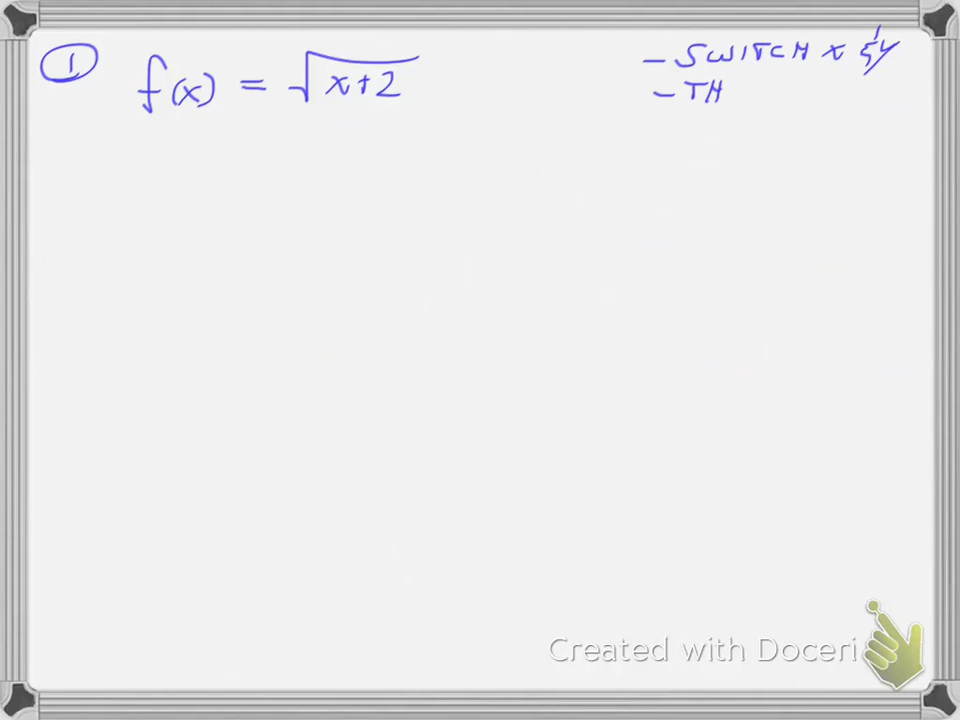 ① f(x) = √x+2
- SWITCH X & Y
- TH
Created with Doceri